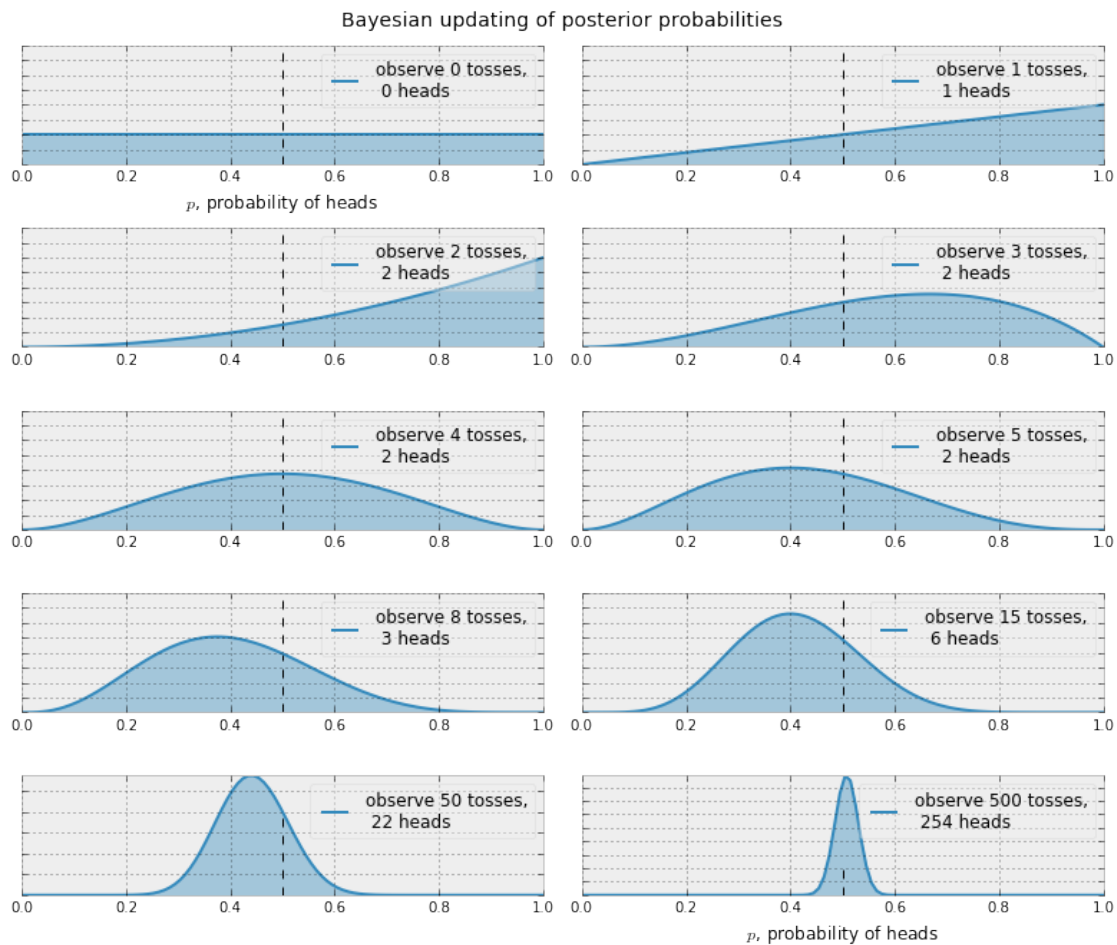 Bayesian updating of posterior probabilities
observe 0 tosses,
0 heads
0.0 0.2 0.4 0.6 0.8 1.0
p, probability of heads
observe 1 tosses,
1 heads
0.0 0.2 0.4 0.6 0.8 1.0
observe 2 tosses,
2 heads
0.0 0.2 0.4 0.6 0.8 1.0
observe 3 tosses,
2 heads
0.0 0.2 0.4 0.6 0.8 1.0
observe 4 tosses,
2 heads
0.0 0.2 0.4 0.6 0.8 1.0
observe 5 tosses,
2 heads
0.0 0.2 0.4 0.6 0.8 1.0
observe 8 tosses,
3 heads
0.0 0.2 0.4 0.6 0.8 1.0
observe 15 tosses,
6 heads
0.0 0.2 0.4 0.6 0.8 1.0
observe 50 tosses,
22 heads
0.0 0.2 0.4 0.6 0.8 1.0
observe 500 tosses,
254 heads
0.0 0.2 0.4 0.6 0.8 1.0
p, probability of heads